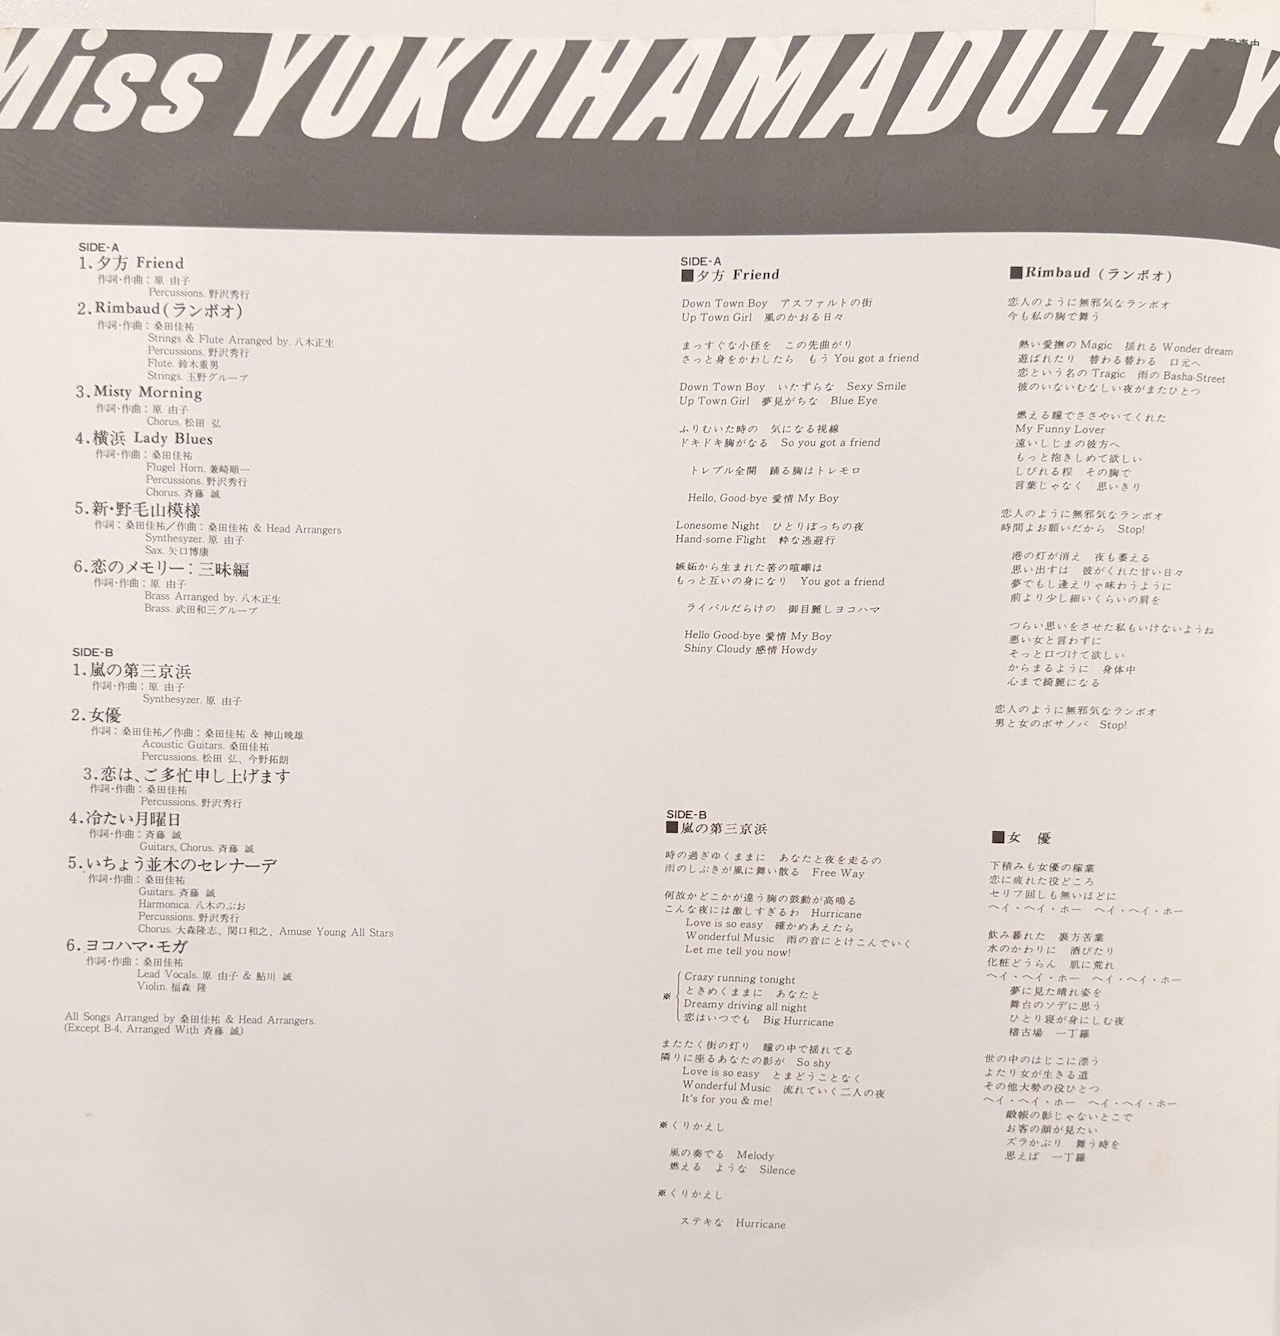 Miss YOKOHAMADULT
SIDE-A
1.夕方 Friend
作詞・作曲：原 由子
Percussions. 野沢秀行
2.Rimbaud (ランボオ)
作詞・作曲：桑田佳祐
Strings & Flute Arranged by. 八木正生
Percussions. 野沢秀行
Flute. 鈴木重男
Strings. 玉野グループ
3.Misty Morning
作詞・作曲：原 由子
Chorus. 松田 弘
4.横浜 Lady Blues
作詞・作曲：桑田佳祐
Flugel Horn. 兼崎順一
Percussions. 野沢秀行
Chorus. 斉藤 誠
5.新・野毛山模様
作詞：桑田佳祐／作曲：桑田佳祐 & Head Arrangers
Synthesyzer. 原 由子
Sax. 矢口博康
6.恋のメモリー：三味編
作詞・作曲：原 由子
Brass Arranged by. 八木正生
Brass. 武田和三グループ
SIDE-B
1.嵐の第三京浜
作詞・作曲：原 由子
Synthesyzer. 原 由子
2.女優
作詞：桑田佳祐／作曲：桑田佳祐 & 神山暁雄
Acoustic Guitars. 桑田佳祐
Percussions. 松田 弘、今野拓朗
3.恋は、ご多忙申し上げます
作詞・作曲：桑田佳祐
Percussions. 野沢秀行
4.冷たい月曜日
作詞・作曲：斉藤 誠
Guitars, Chorus. 斉藤 誠
5.いちょう並木のセレナーデ
作詞・作曲：桑田佳祐
Guitars. 斉藤 誠
Harmonica. 八木のぶお
Percussions. 野沢秀行
Chorus. 大森隆志、関口和之、Amuse Young All Stars
6.ヨコハマ・モガ
作詞・作曲：桑田佳祐
Lead Vocals. 原 由子 & 鮎川 誠
Violin. 福森 隆
All Songs Arranged by 桑田佳祐 & Head Arrangers.
(Except B-4, Arranged With 斉藤 誠)
SIDE-A
■夕方 Friend
Down Town Boy アスファルトの街
Up Town Girl 風のかおる日々
まっすぐな小径を この先曲がり
さっと身をかわしたら もう You got a friend
Down Town Boy いたずらな Sexy Smile
Up Town Girl 夢見がちな Blue Eye
ふりむいた時の 気になる視線
ドキドキ胸がなる So you got a friend
トレブル全開 踊る胸はトレモロ
Hello, Good-bye 愛情 My Boy
Lonesome Night ひとりぼっちの夜
Hand-some Flight 粋な逃避行
嫉妬から生まれた筈の喧嘩は
もっと互いの身になり You got a friend
ライバルだらけの 御目麗しヨコハマ
Hello Good-bye 愛情 My Boy
Shiny Cloudy 感情 Howdy
■Rimbaud (ランボオ)
恋人のように無邪気なランボオ
今も私の胸で舞う
熱い愛撫の Magic 揺れる Wonder dream
遊ばれたり 替わる替わる 口元へ
恋という名の Tragic 雨の Basha-Street
彼のいないむなしい夜がまたひとつ
燃える瞳でささやいてくれた
My Funny Lover
遠いしじまの彼方へ
もっと抱きしめて欲しい
しびれる程 その胸で
言葉じゃなく 思いきり
恋人のように無邪気なランボオ
時間よお願いだから Stop!
港の灯が消え 夜も萎える
思い出すは 彼がくれた甘い日々
夢でもし逢えりゃ味わうように
前より少し細いくらいの肩を
つらい思いをさせた私もいけないようね
悪い女と言わずに
そっと口づけて欲しい
からまるように 身体中
心まで綺麗になる
恋人のように無邪気なランボオ
男と女のボサノバ Stop!
SIDE-B
■嵐の第三京浜
時の過ぎゆくままに あなたと夜を走るの
雨のしぶきが風に舞い散る Free Way
何故かどこかが違う胸の鼓動が高鳴る
こんな夜には激しすぎるわ Hurricane
Love is so easy 確かめあえたら
Wonderful Music 雨の音にとけこんでいく
Let me tell you now!
※
Crazy running tonight
ときめくままに あなたと
Dreamy driving all night
恋はいつでも Big Hurricane
またたく街の灯り 瞳の中で揺れてる
隣りに座るあなたの影が So shy
Love is so easy とまどうことなく
Wonderful Music 流れていく二人の夜
It's for you & me!
※くりかえし
風の奏でる Melody
燃える ような Silence
※くりかえし
ステキな Hurricane
■女 優
下積みも女優の稼業
恋に疲れた役どころ
セリフ回しも無いほどに
ヘイ・ヘイ・ホー ヘイ・ヘイ・ホー
飲み暮れた 裏方苦業
水のかわりに 酒びたり
化粧どうらん 肌に荒れ
ヘイ・ヘイ・ホー ヘイ・ヘイ・ホー
夢に見た晴れ姿を
舞台のソデに思う
ひとり寝が身にしむ夜
稽古場 一丁羅
世の中のはじこに漂う
よたり女が生きる道
その他大勢の役ひとつ
ヘイ・ヘイ・ホー ヘイ・ヘイ・ホー
緞帳の影じゃないとこで
お客の顔が見たい
ズラかぶり 舞う時を
思えば 一丁羅